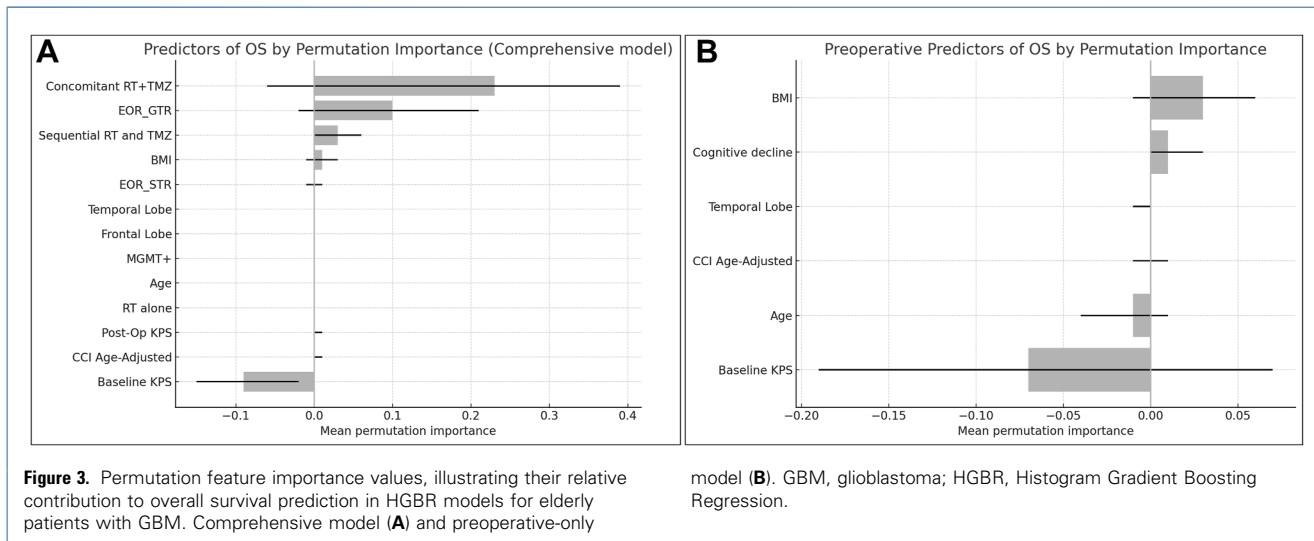 A
Predictors of OS by Permutation Importance (Comprehensive model)
Concomitant RT+TMZ
EOR_GTR
Sequential RT and TMZ
BMI
EOR_STR
Temporal Lobe
Frontal Lobe
MGMT+
Age
RT alone
Post-Op KPS
CCI Age-Adjusted
Baseline KPS
−0.1 0.0 0.1 0.2 0.3 0.4
Mean permutation importance
B
Preoperative Predictors of OS by Permutation Importance
BMI
Cognitive decline
Temporal Lobe
CCI Age-Adjusted
Age
Baseline KPS
−0.20 −0.15 −0.10 −0.05 0.00 0.05
Mean permutation importance
Figure 3. Permutation feature importance values, illustrating their relative
contribution to overall survival prediction in HGBR models for elderly
patients with GBM. Comprehensive model (A) and preoperative-only
model (B). GBM, glioblastoma; HGBR, Histogram Gradient Boosting
Regression.